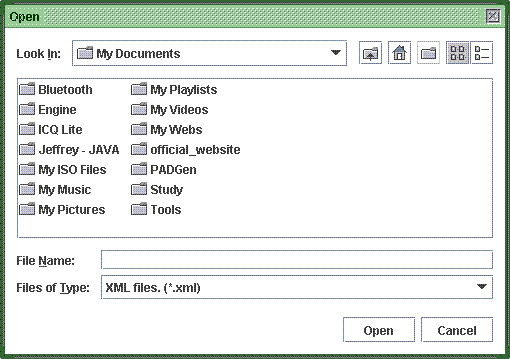 Open
Look In: My Documents
Bluetooth My Playlists
Engine My Videos
ICQ Lite My Webs
Jeffrey - JAVA official_website
My ISO Files PADGen
My Music Study
My Pictures Tools
File Name:
Files of Type: XML files. (*.xml)
Open Cancel